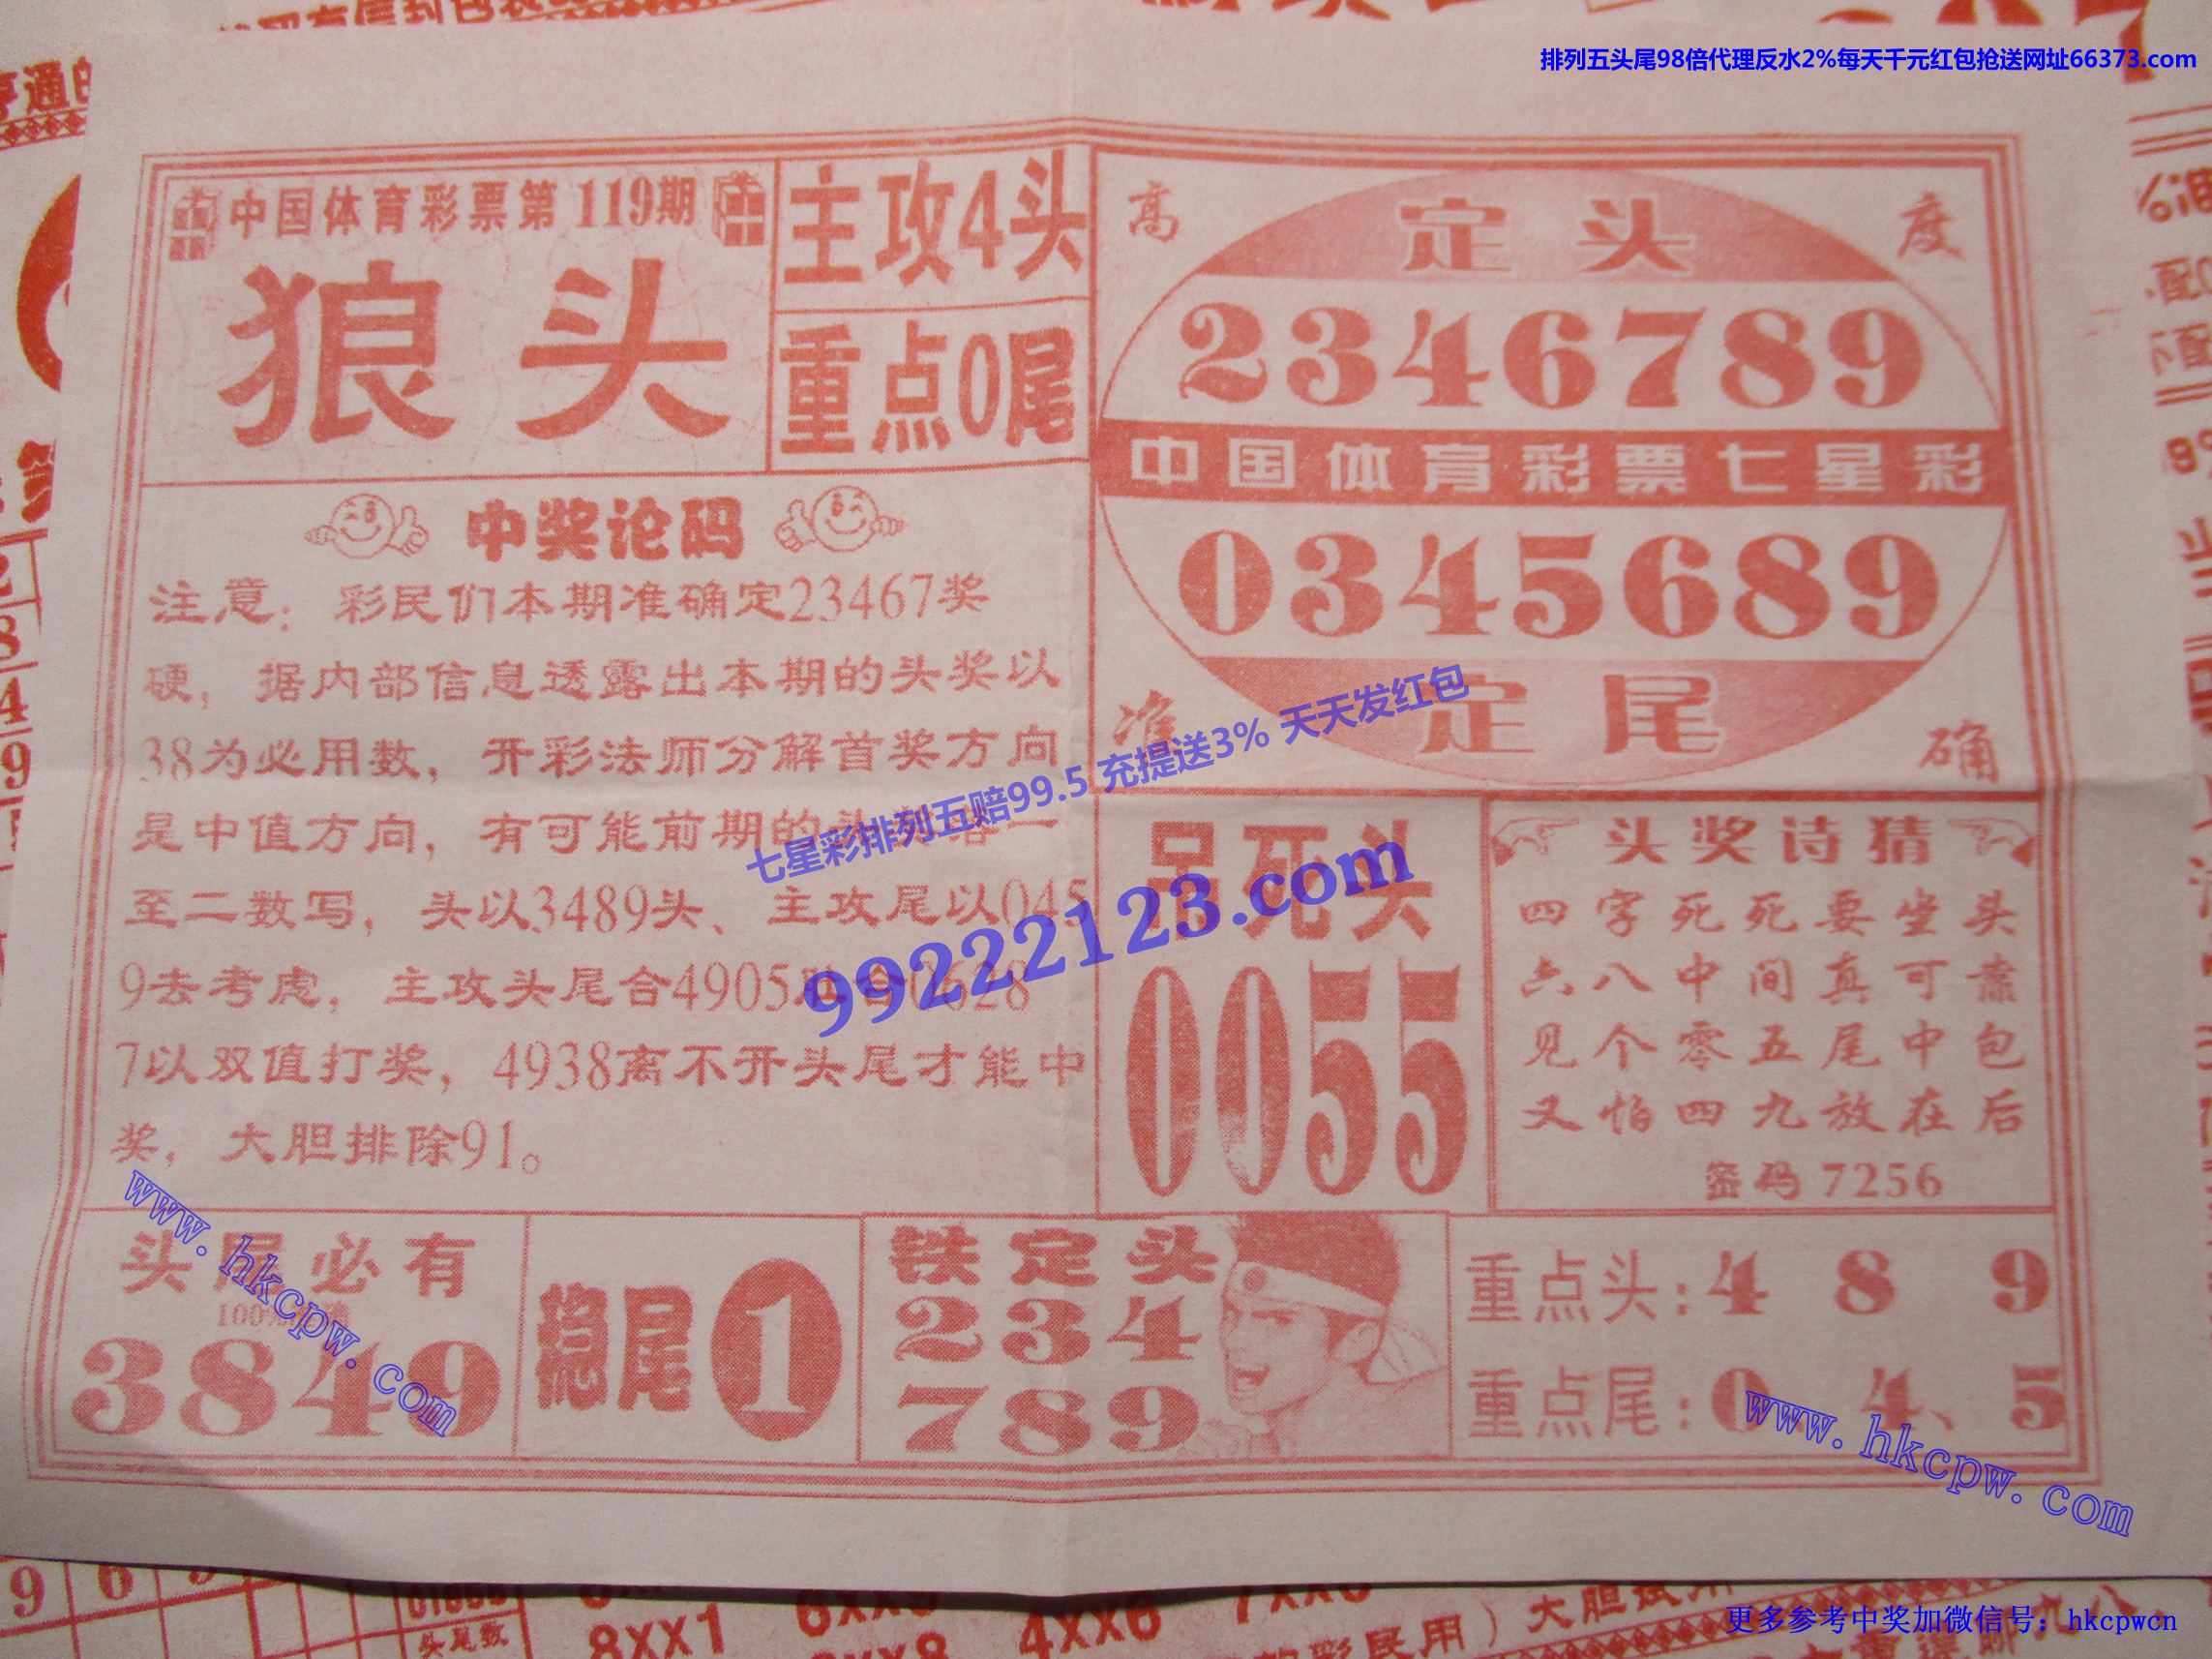 排列五头尾98倍代理反水2%每天千元红包抢送网址66373.com
中国体育彩票第119期
狼头
主攻4头
重点0尾
高度
定头
2346789
中国体育彩票七星彩
0345689
定尾
准确
中奖论码
注意：彩民们本期准确定23467奖
硬，据内部信息透露出本期的头奖以
38为必用数，开彩法师分解首奖方向
是中值方向，有可能前期的头
至二数写，头以3489头、主攻尾以045
9去考虑，主攻头尾合4905 0628
7以双值打奖，4938离不开头尾才能中
奖，大胆排除91。
七星彩排列五赔99.5 充提送3% 天天发红包
99222123.com
吊死头
0055
头奖诗猜
四字死死要坐头
六八中间真可靠
见个零五尾中包
又怕四九放在后
密码7256
头尾必有
100%
3849
稳尾1
铁定头
234
789
重点头：4 8 9
重点尾：0、4、5
www.hkcpw.com
www.hkcpw.com
8XX1
4XX6
头尾数
更多参考中奖加微信号：hkcpwcn